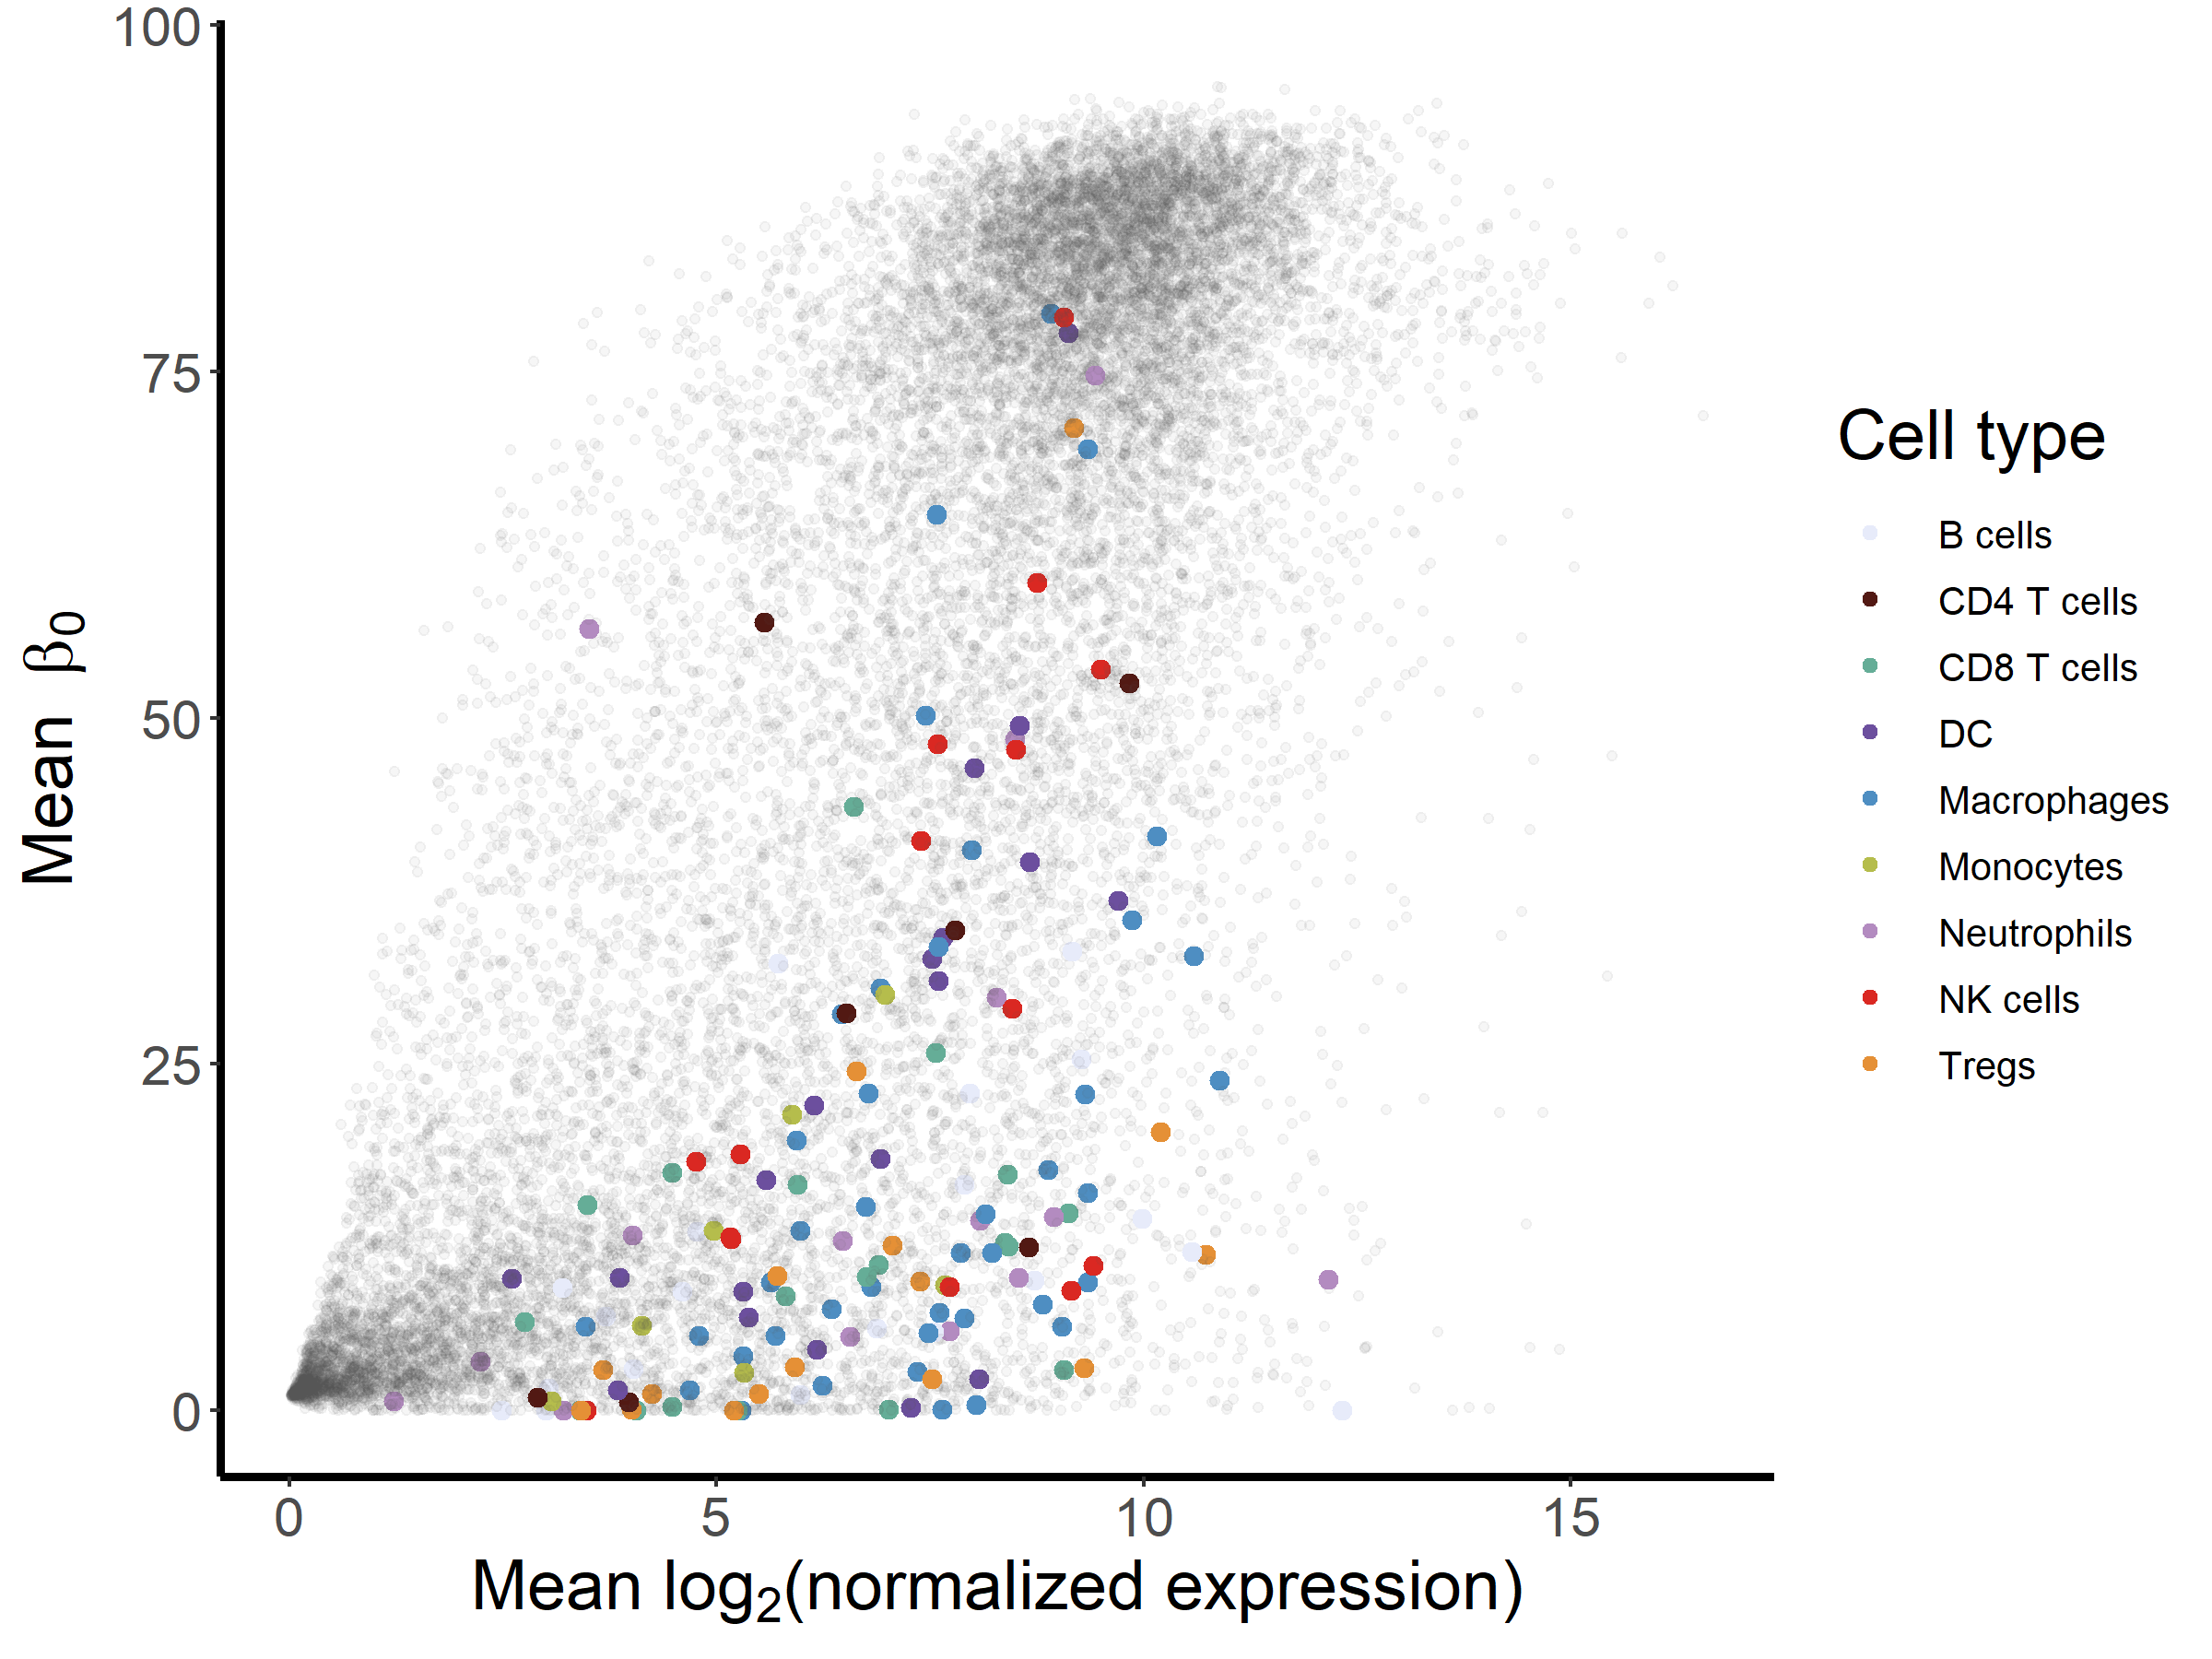 100
75
50
25
0
Mean β0
0 5 10 15
Mean log2(normalized expression)
Cell type
B cells
CD4 T cells
CD8 T cells
DC
Macrophages
Monocytes
Neutrophils
NK cells
Tregs